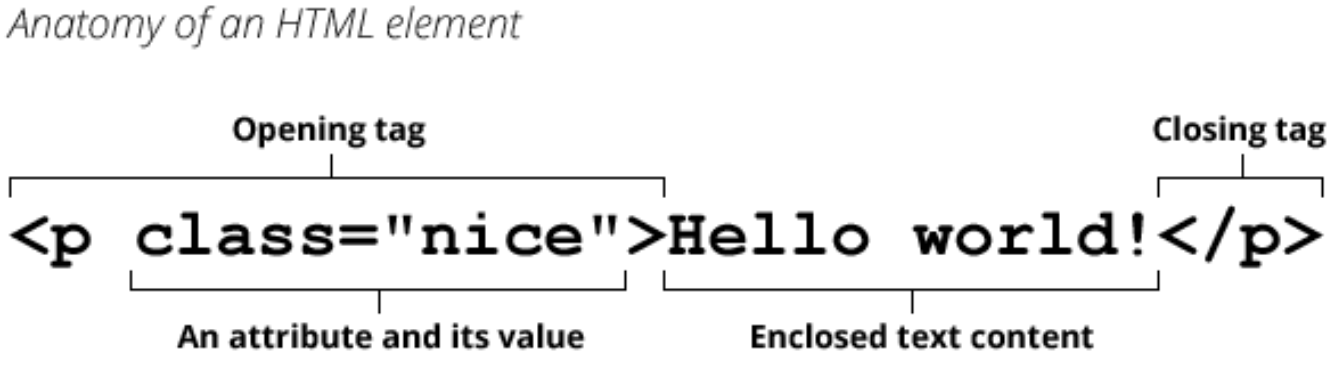 Anatomy of an HTML element
Opening tag
Closing tag
<p class="nice">Hello world!</p>
An attribute and its value
Enclosed text content